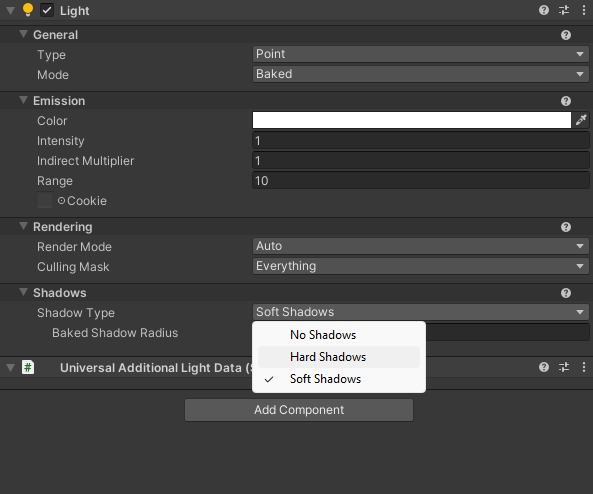 Light
General
Type Point
Mode Baked
Emission
Color
Intensity 1
Indirect Multiplier 1
Range 10
Cookie
Rendering
Render Mode Auto
Culling Mask Everything
Shadows
Shadow Type Soft Shadows
Baked Shadow Radius
No Shadows
Hard Shadows
Soft Shadows
# Universal Additional Light Data (
Add Component